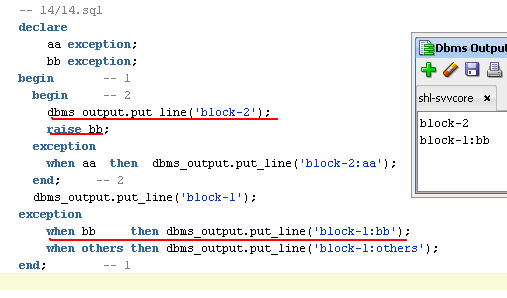 -- 14/14.sql
declare
aa exception;
bb exception;
begin -- 1
begin -- 2
dbms_output.put_line('block-2');
raise bb;
exception
when aa then dbms_output.put_line('block-2:aa');
end; -- 2
dbms_output.put_line('block-1');
exception
when bb then dbms_output.put_line('block-1:bb');
when others then dbms_output.put_line('block-1:others');
end; -- 1
Dbms Outpu
shl-svvcore ×
block-2
block-1:bb